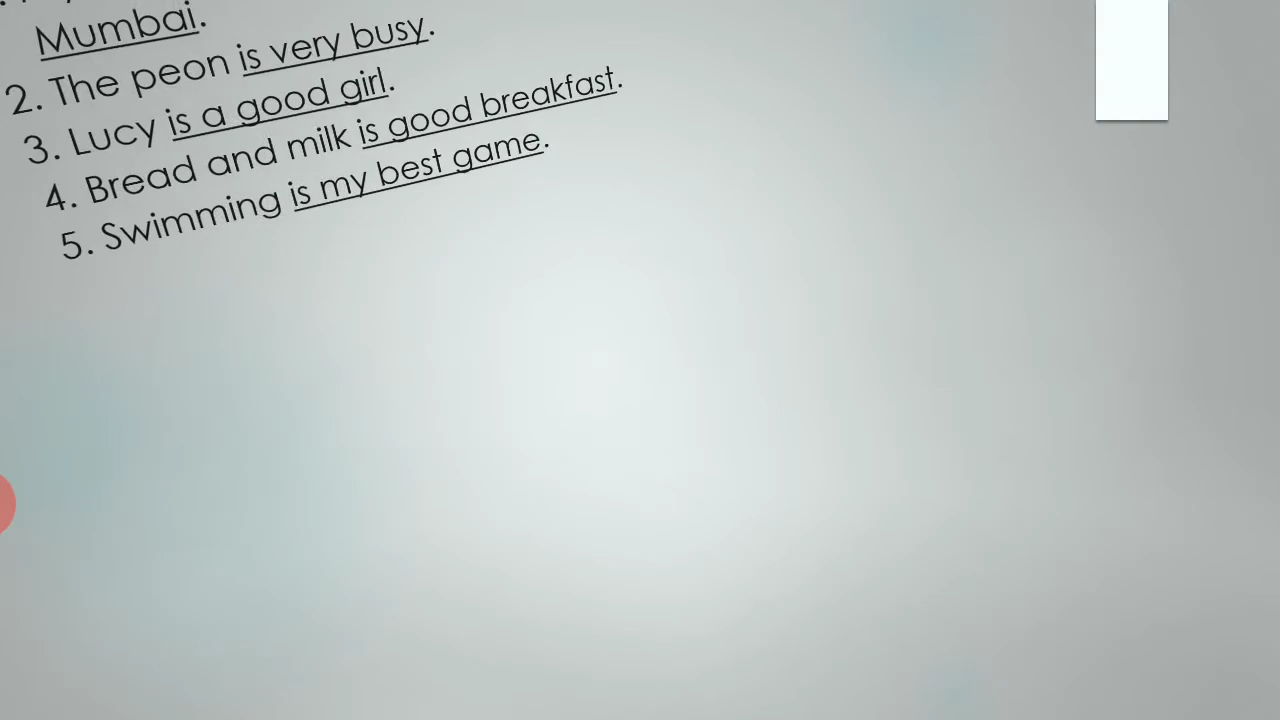 Mumbai.
2. The peon is very busy.
3. Lucy is a good girl.
4. Bread and milk is good breakfast.
5. Swimming is my best game.